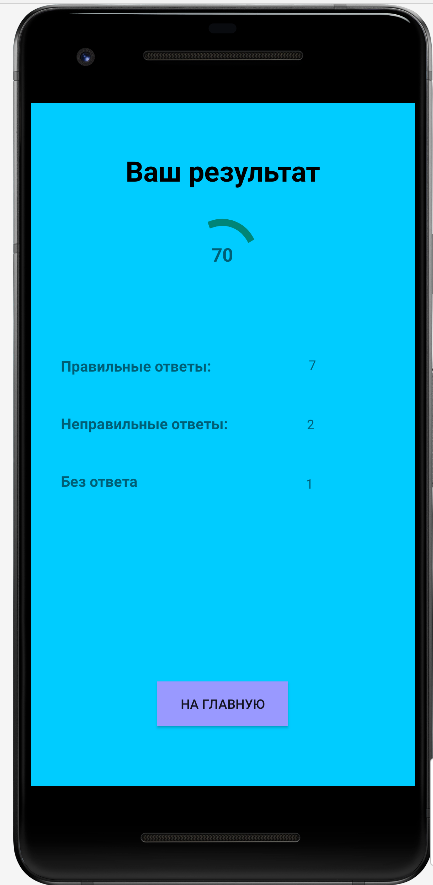 Ваш результат
70
Правильные ответы: 7
Неправильные ответы: 2
Без ответа 1
НА ГЛАВНУЮ